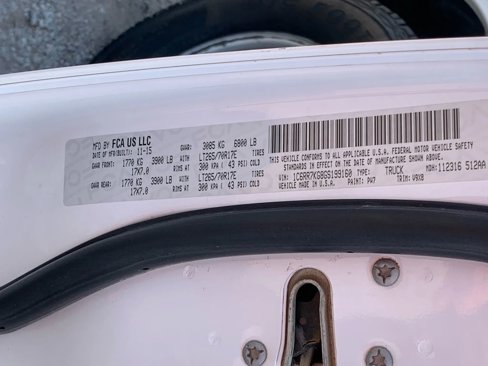 MFD BY FCA US LLC
DATE OF MFD(BUILT): 11-15 GVWR: 3085 KG 6800 LB
GAWR FRONT: 1770 KG 3900 LB WITH LT265/70R17E TIRES
17X7.0 RIMS AT 300 KPA ( 43 PSI) COLD
GAWR REAR: 1770 KG 3900 LB WITH LT265/70R17E TIRES
17X7.0 RIMS AT 300 KPA ( 43 PSI) COLD
THIS VEHICLE CONFORMS TO ALL APPLICABLE U.S.A. FEDERAL MOTOR VEHICLE SAFETY
STANDARDS IN EFFECT ON THE DATE OF MANUFACTURE SHOWN ABOVE.
VIN: 1C6RR7KG8GS199160 TYPE: TRUCK MDH: 112316 512AA
PAINT: PW7 TRIM: V9X8